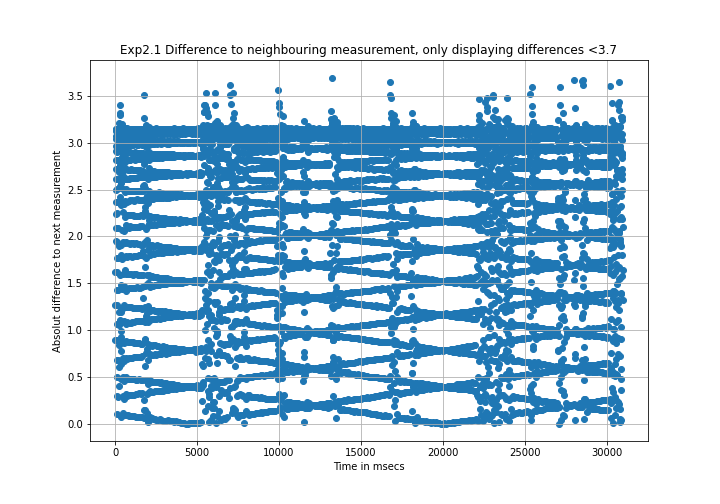 Exp2.1 Difference to neighbouring measurement, only displaying differences <3.7
3.5
3.0
2.5
2.0
1.5
1.0
0.5
0.0
Absolut difference to next measurement
0 5000 10000 15000 20000 25000 30000
Time in msecs